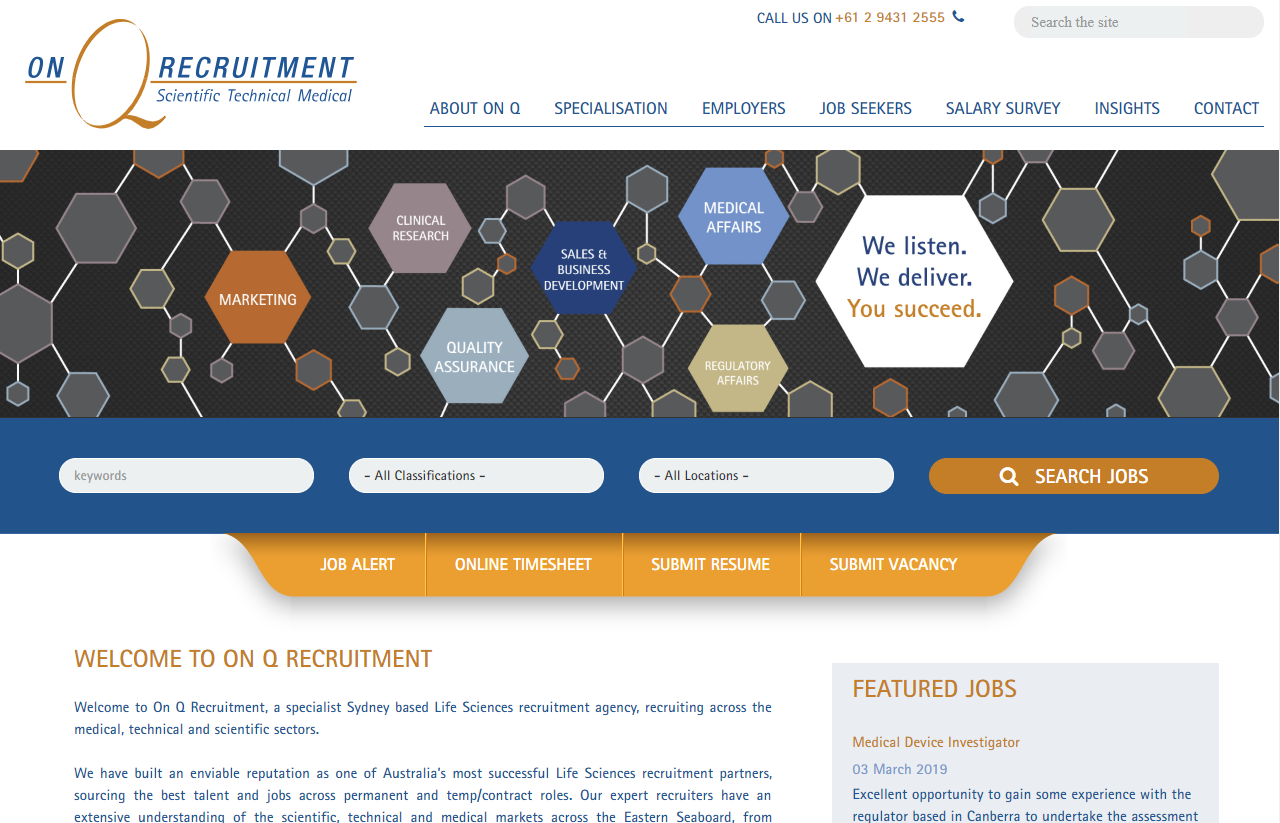 CALL US ON +61 2 9431 2555
Search the site
ON Q RECRUITMENT
Scientific Technical Medical
ABOUT ON Q SPECIALISATION EMPLOYERS JOB SEEKERS SALARY SURVEY INSIGHTS CONTACT
CLINICAL
RESEARCH
MEDICAL
AFFAIRS
SALES &
BUSINESS
DEVELOPMENT
MARKETING
QUALITY
ASSURANCE
REGULATORY
AFFAIRS
We listen.
We deliver.
You succeed.
keywords
- All Classifications -
- All Locations -
SEARCH JOBS
JOB ALERT ONLINE TIMESHEET SUBMIT RESUME SUBMIT VACANCY
WELCOME TO ON Q RECRUITMENT
Welcome to On Q Recruitment, a specialist Sydney based Life Sciences recruitment agency, recruiting across the
medical, technical and scientific sectors.
We have built an enviable reputation as one of Australia's most successful Life Sciences recruitment partners,
sourcing the best talent and jobs across permanent and temp/contract roles. Our expert recruiters have an
extensive understanding of the scientific, technical and medical markets across the Eastern Seaboard, from
FEATURED JOBS
Medical Device Investigator
03 March 2019
Excellent opportunity to gain some experience with the
regulator based in Canberra to undertake the assessment